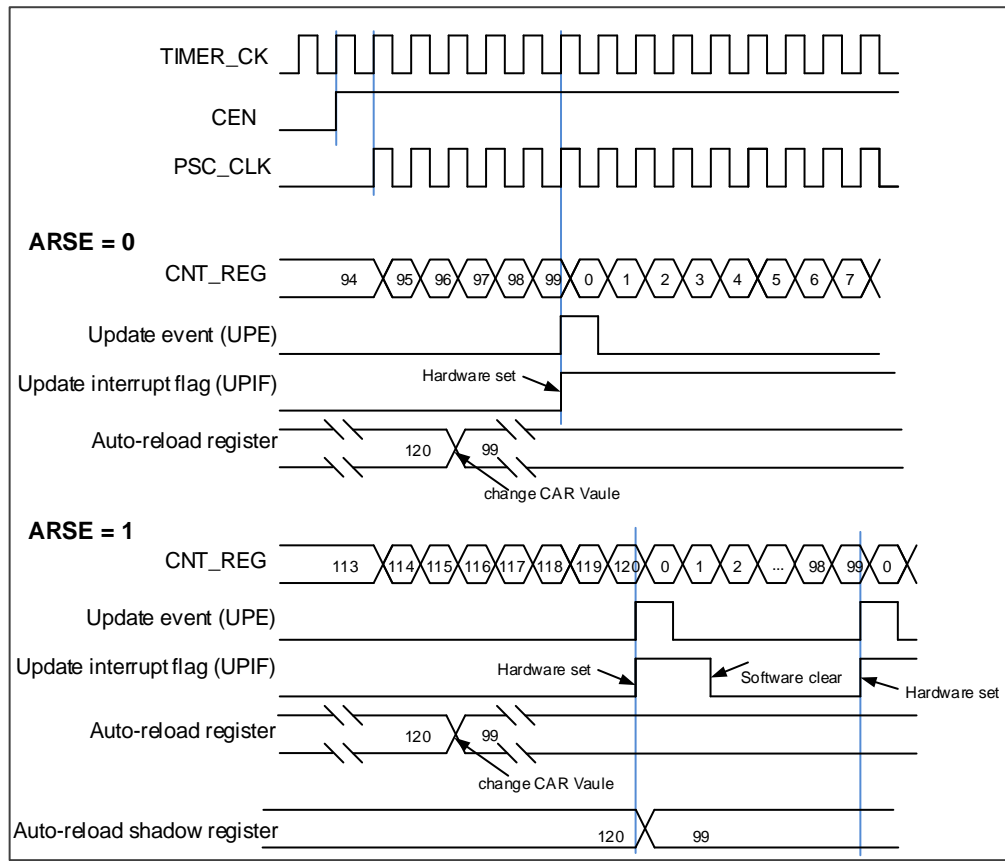 TIMER_CK
CEN
PSC_CLK
ARSE = 0
CNT_REG 94 95 96 97 98 99 0 1 2 3 4 5 6 7
Update event (UPE)
Update interrupt flag (UPIF) Hardware set
Auto-reload register 120 99
change CAR Vaule
ARSE = 1
CNT_REG 113 114 115 116 117 118 119 120 0 1 2 ... 98 99 0
Update event (UPE)
Update interrupt flag (UPIF) Hardware set Software clear Hardware set
Auto-reload register 120 99
change CAR Vaule
Auto-reload shadow register 120 99